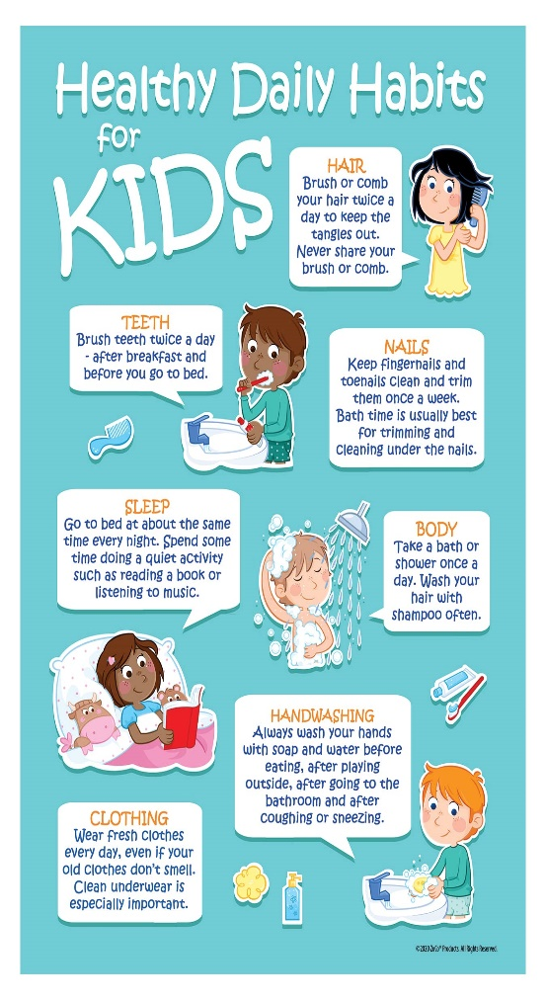 Healthy Daily Habits
for
KIDS
HAIR
Brush or comb
your hair twice a
day to keep the
tangles out.
Never share your
brush or comb.
TEETH
Brush teeth twice a day
- after breakfast and
before you go to bed.
NAILS
Keep fingernails and
toenails clean and trim
them once a week.
Bath time is usually best
for trimming and
cleaning under the nails.
SLEEP
Go to bed at about the same
time every night. Spend some
time doing a quiet activity
such as reading a book or
listening to music.
BODY
Take a bath or
shower once a
day. Wash your
hair with
shampoo often.
HANDWASHING
Always wash your hands
with soap and water before
eating, after playing
outside, after going to the
bathroom and after
coughing or sneezing.
CLOTHING
Wear fresh clothes
every day, even if your
old clothes don't smell.
Clean underwear is
especially important.
©2020 ZoCo® Products. All Rights Reserved.